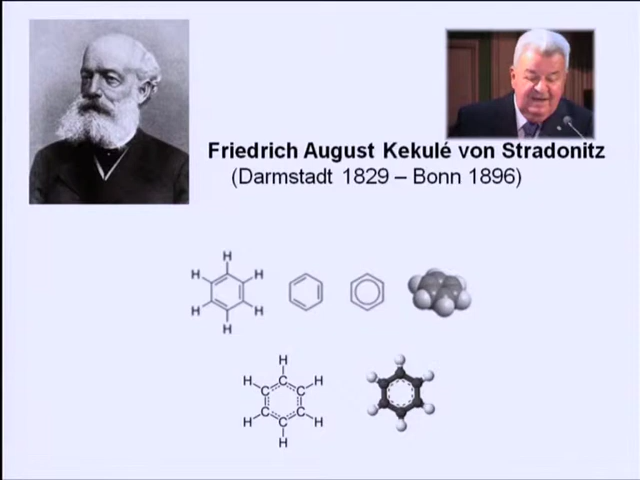 Friedrich August Kekulé von Stradonitz
(Darmstadt 1829 – Bonn 1896)
H
H H
H H
H
H
H C H
C C
C C
H C H
H